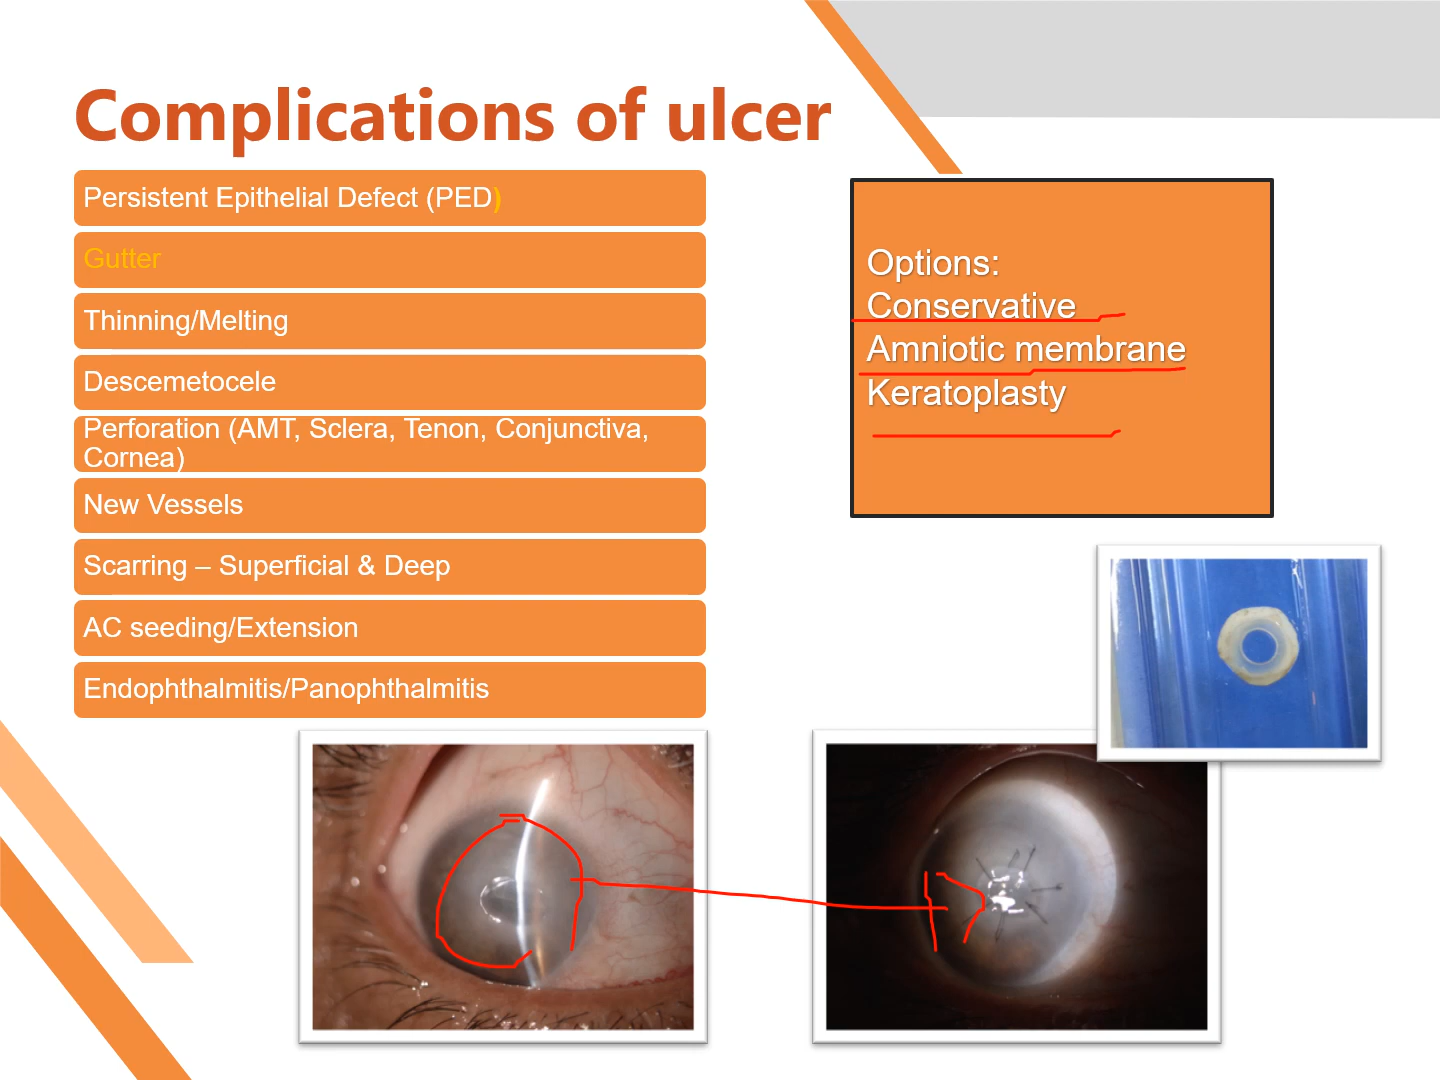 Complications of ulcer
Persistent Epithelial Defect (PED)
Gutter
Thinning/Melting
Descemetocele
Perforation (AMT, Sclera, Tenon, Conjunctiva,
Cornea)
New Vessels
Scarring – Superficial & Deep
AC seeding/Extension
Endophthalmitis/Panophthalmitis
Options:
Conservative
Amniotic membrane
Keratoplasty